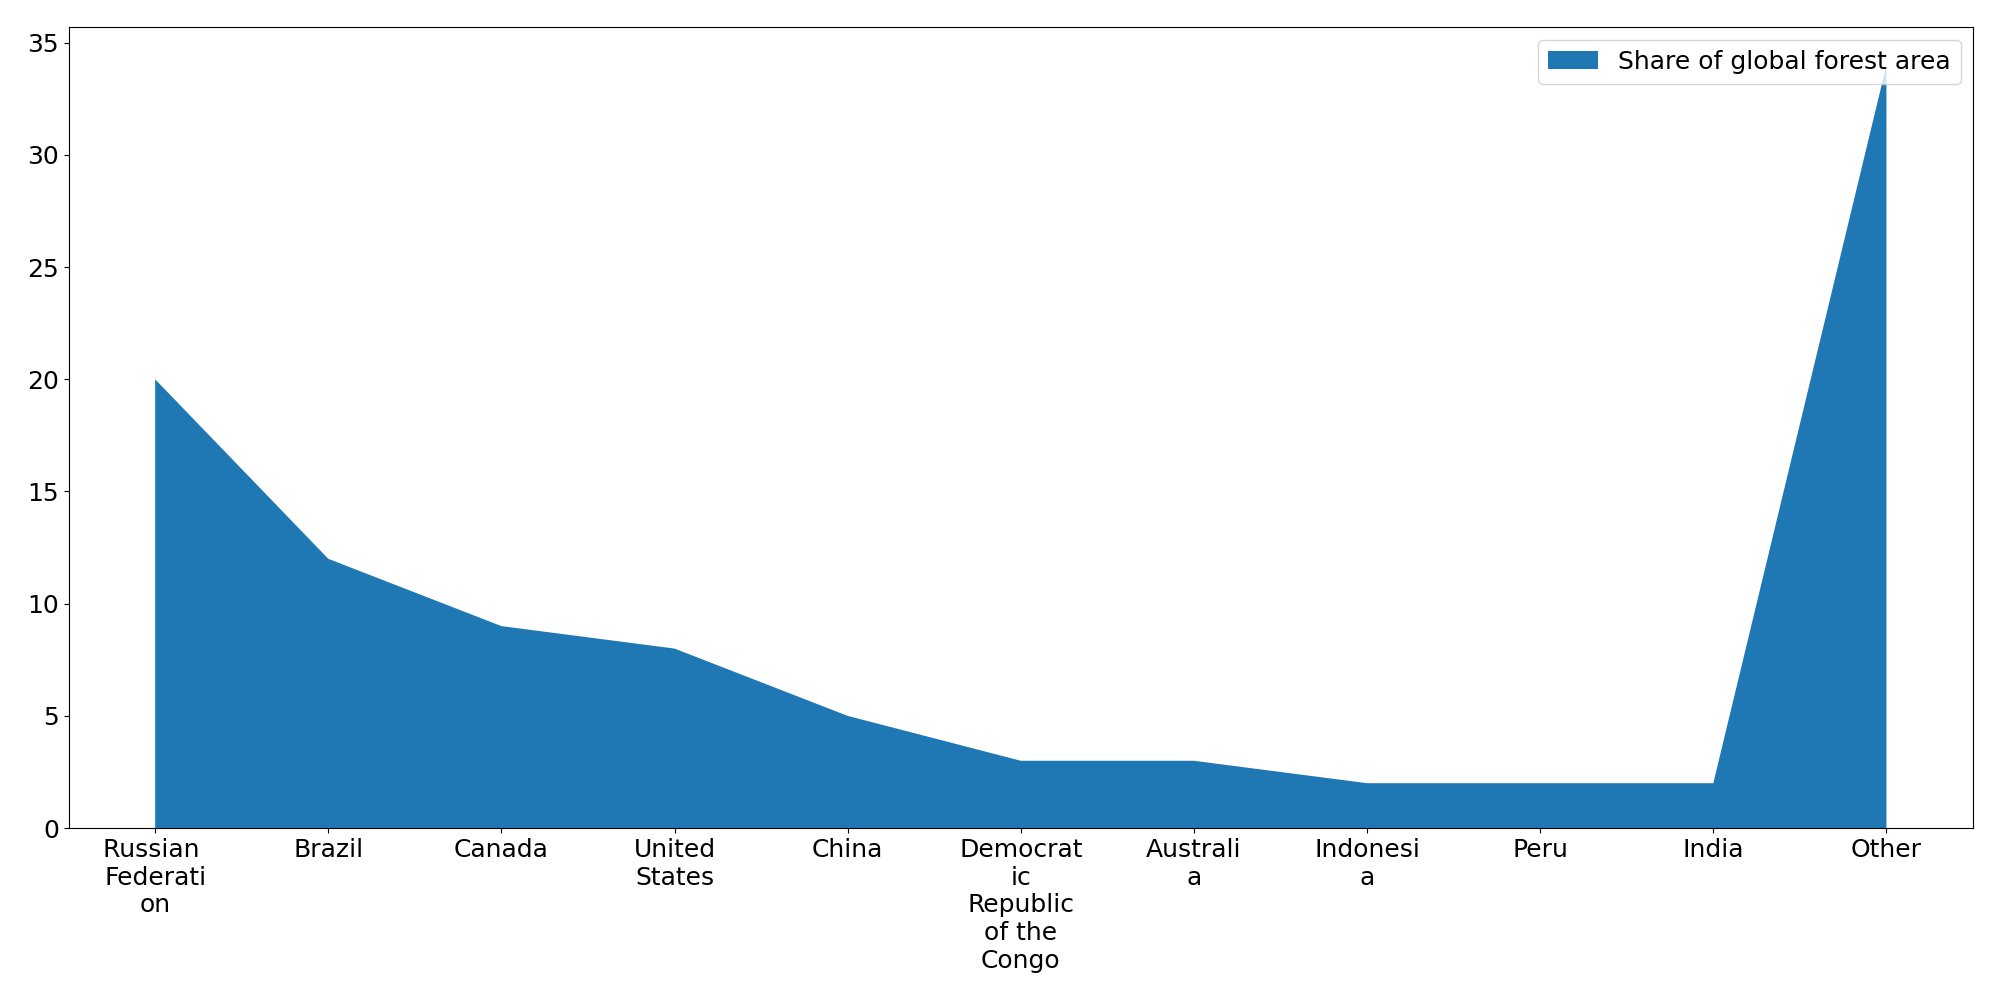 35
30
25
20
15
10
5
0
Share of global forest area
Russian
Federati
on
Brazil
Canada
United
States
China
Democrat
ic
Republic
of the
Congo
Australi
a
Indonesi
a
Peru
India
Other